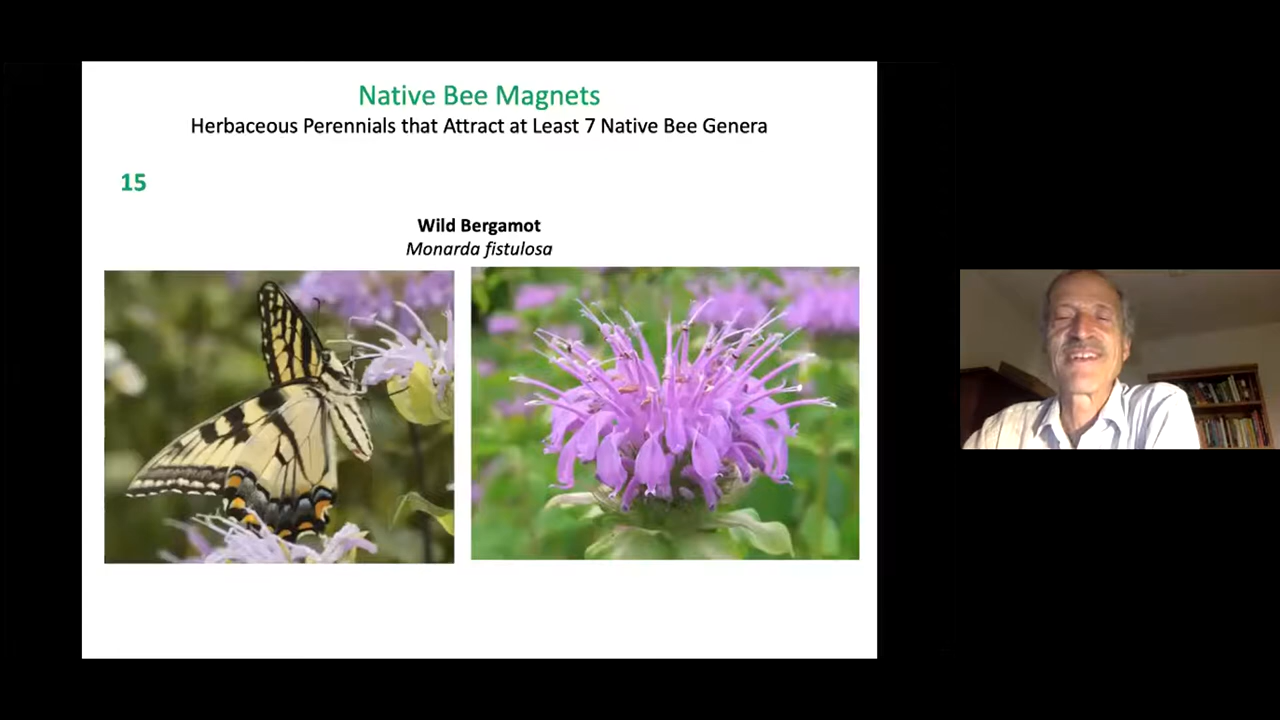 Native Bee Magnets
Herbaceous Perennials that Attract at Least 7 Native Bee Genera
15
Wild Bergamot
Monarda fistulosa